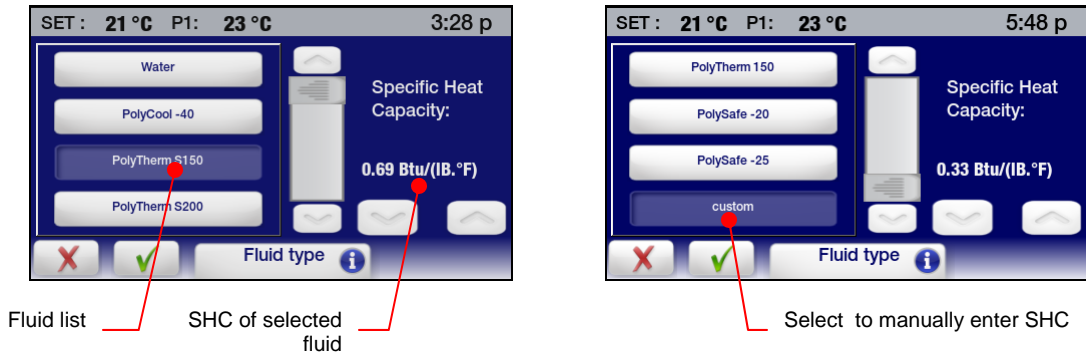 SET : 21 °C P1: 23 °C 3:28 p
Water
PolyCool -40
PolyTherm S150
PolyTherm S200
Specific Heat
Capacity:
0.69 Btu/(IB.°F)
Fluid type i
Fluid list
SHC of selected
fluid
SET : 21 °C P1: 23 °C 5:48 p
PolyTherm 150
PolySafe -20
PolySafe -25
custom
Specific Heat
Capacity:
0.33 Btu/(IB.°F)
Fluid type i
Select to manually enter SHC